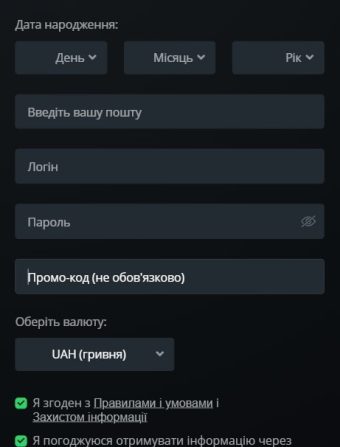 Дата народження:
День Місяць Рік
Введіть вашу пошту
Логін
Пароль
Промо-код (не обов'язково)
Оберіть валюту:
UAH (гривня)
Я згоден з Правилами і умовами і
Захистом інформації
Я погоджуюся отримувати інформацію через